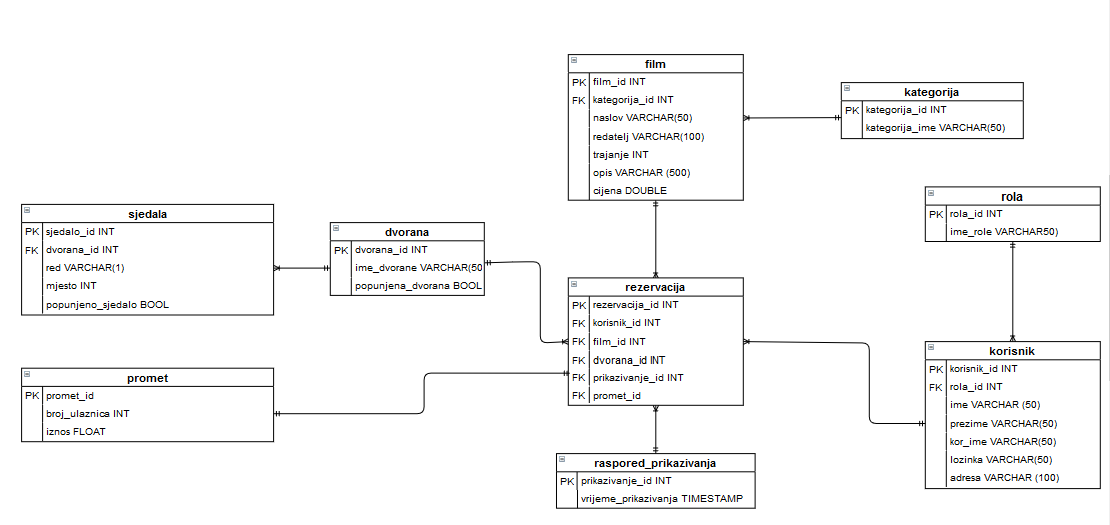 film
PK film_id INT
FK kategorija_id INT
naslov VARCHAR(50)
redatelj VARCHAR(100)
trajanje INT
opis VARCHAR (500)
cijena DOUBLE
kategorija
PK kategorija_id INT
kategorija_ime VARCHAR(50)
rola
PK rola_id INT
ime_role VARCHAR50)
sjedala
PK sjedalo_id INT
FK dvorana_id INT
red VARCHAR(1)
mjesto INT
popunjeno_sjedalo BOOL
dvorana
PK dvorana_id INT
ime_dvorane VARCHAR(50
popunjena_dvorana BOOL
rezervacija
PK rezervacija_id INT
FK korisnik_id INT
FK film_id INT
FK dvorana_id INT
FK prikazivanje_id INT
FK promet_id
korisnik
PK korisnik_id INT
FK rola_id INT
ime VARCHAR (50)
prezime VARCHAR(50)
kor_ime VARCHAR(50)
lozinka VARCHAR(50)
adresa VARCHAR (100)
promet
PK promet_id
broj_ulaznica INT
iznos FLOAT
raspored_prikazivanja
PK prikazivanje_id INT
vrijeme_prikazivanja TIMESTAMP